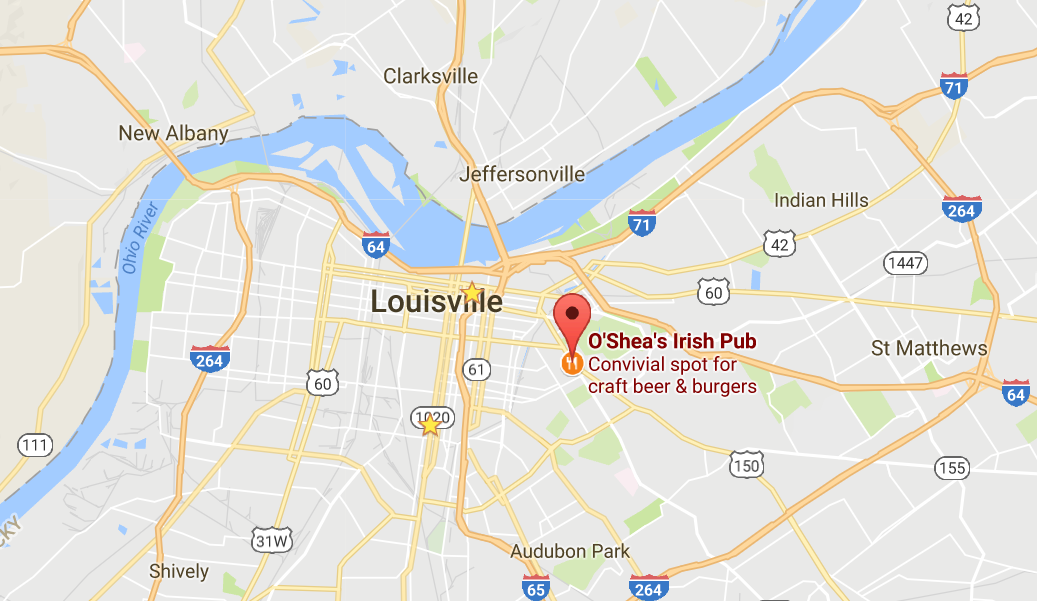 42
Clarksville
71
New Albany
Jeffersonville
Indian Hills
264
71
Ohio River
64
42
1447
60
Louisville
O'Shea's Irish Pub
Convivial spot for
craft beer & burgers
St Matthews
264
61
60
64
1020
111
150
155
31W
Audubon Park
Shively
65
264
CKY